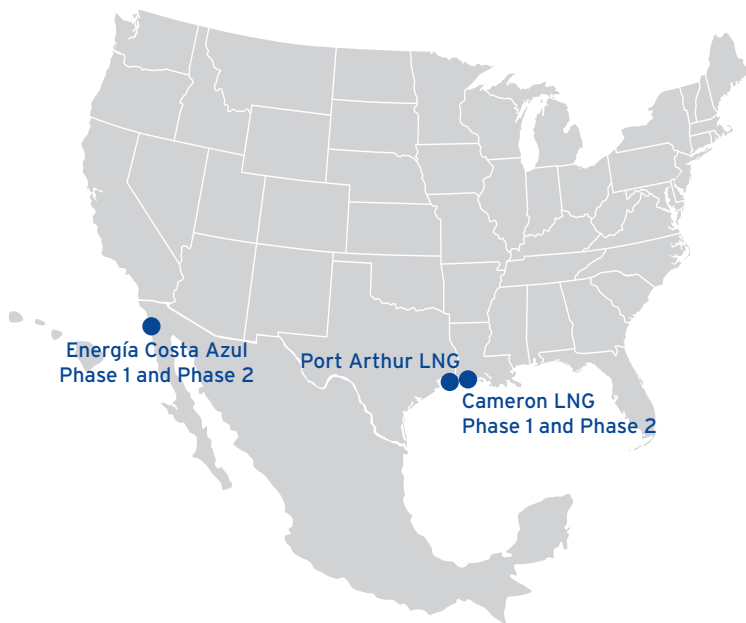 Energía Costa Azul
Phase 1 and Phase 2
Port Arthur LNG
Cameron LNG
Phase 1 and Phase 2